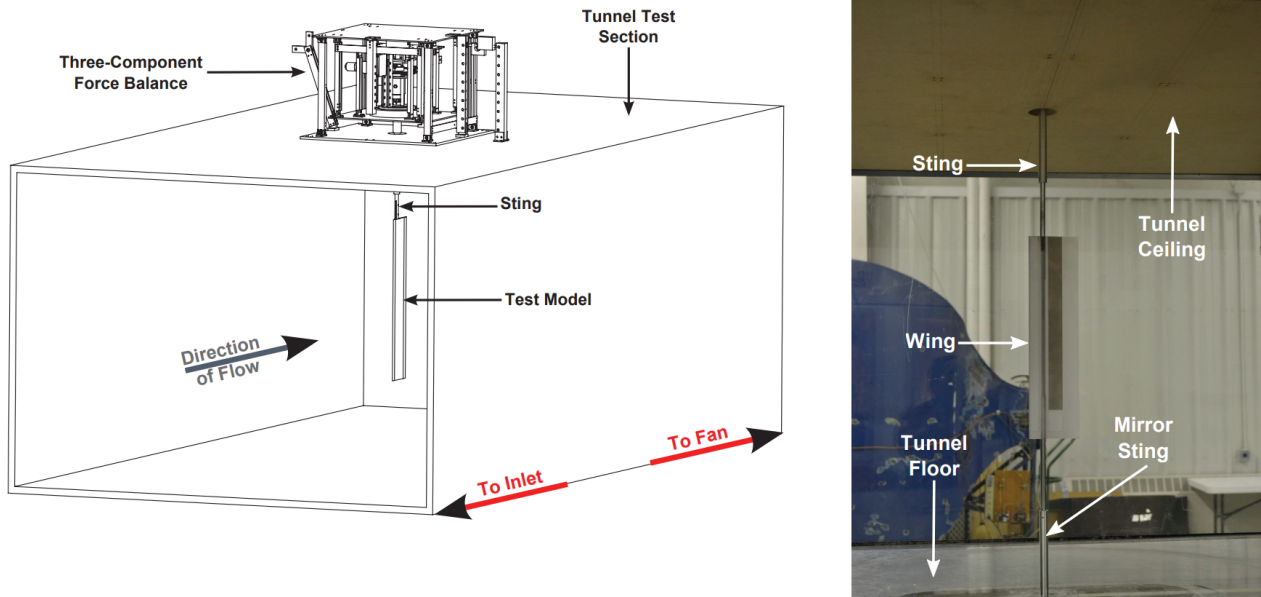 Tunnel Test
Section
Three-Component
Force Balance
Sting
Test Model
Direction
of Flow
To Fan
To Inlet
Sting
Tunnel
Ceiling
Wing
Mirror
Sting
Tunnel
Floor